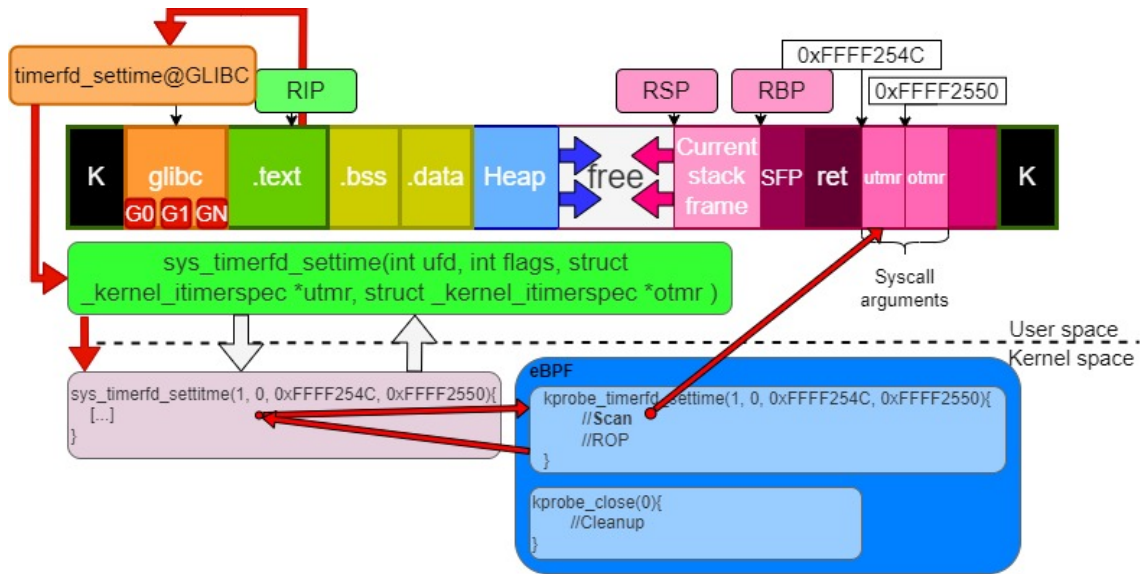 0xFFFF254C
timerfd_settime@GLIBC
RIP
RSP
RBP
0xFFFF2550
K
glibc
G0
G1
GN
.text
.bss
.data
Heap
free
Current
stack
frame
SFP
ret
utmr
otmr
K
sys_timerfd_settime(int ufd, int flags, struct
_kernel_itimerspec *utmr, struct _kernel_itimerspec *otmr )
Syscall
arguments
User space
Kernel space
sys_timerfd_settitme(1, 0, 0xFFFF254C, 0xFFFF2550){
[...]
}
eBPF
kprobe_timerfd_settime(1, 0, 0xFFFF254C, 0xFFFF2550){
//Scan
//ROP
}
kprobe_close(0){
//Cleanup
}